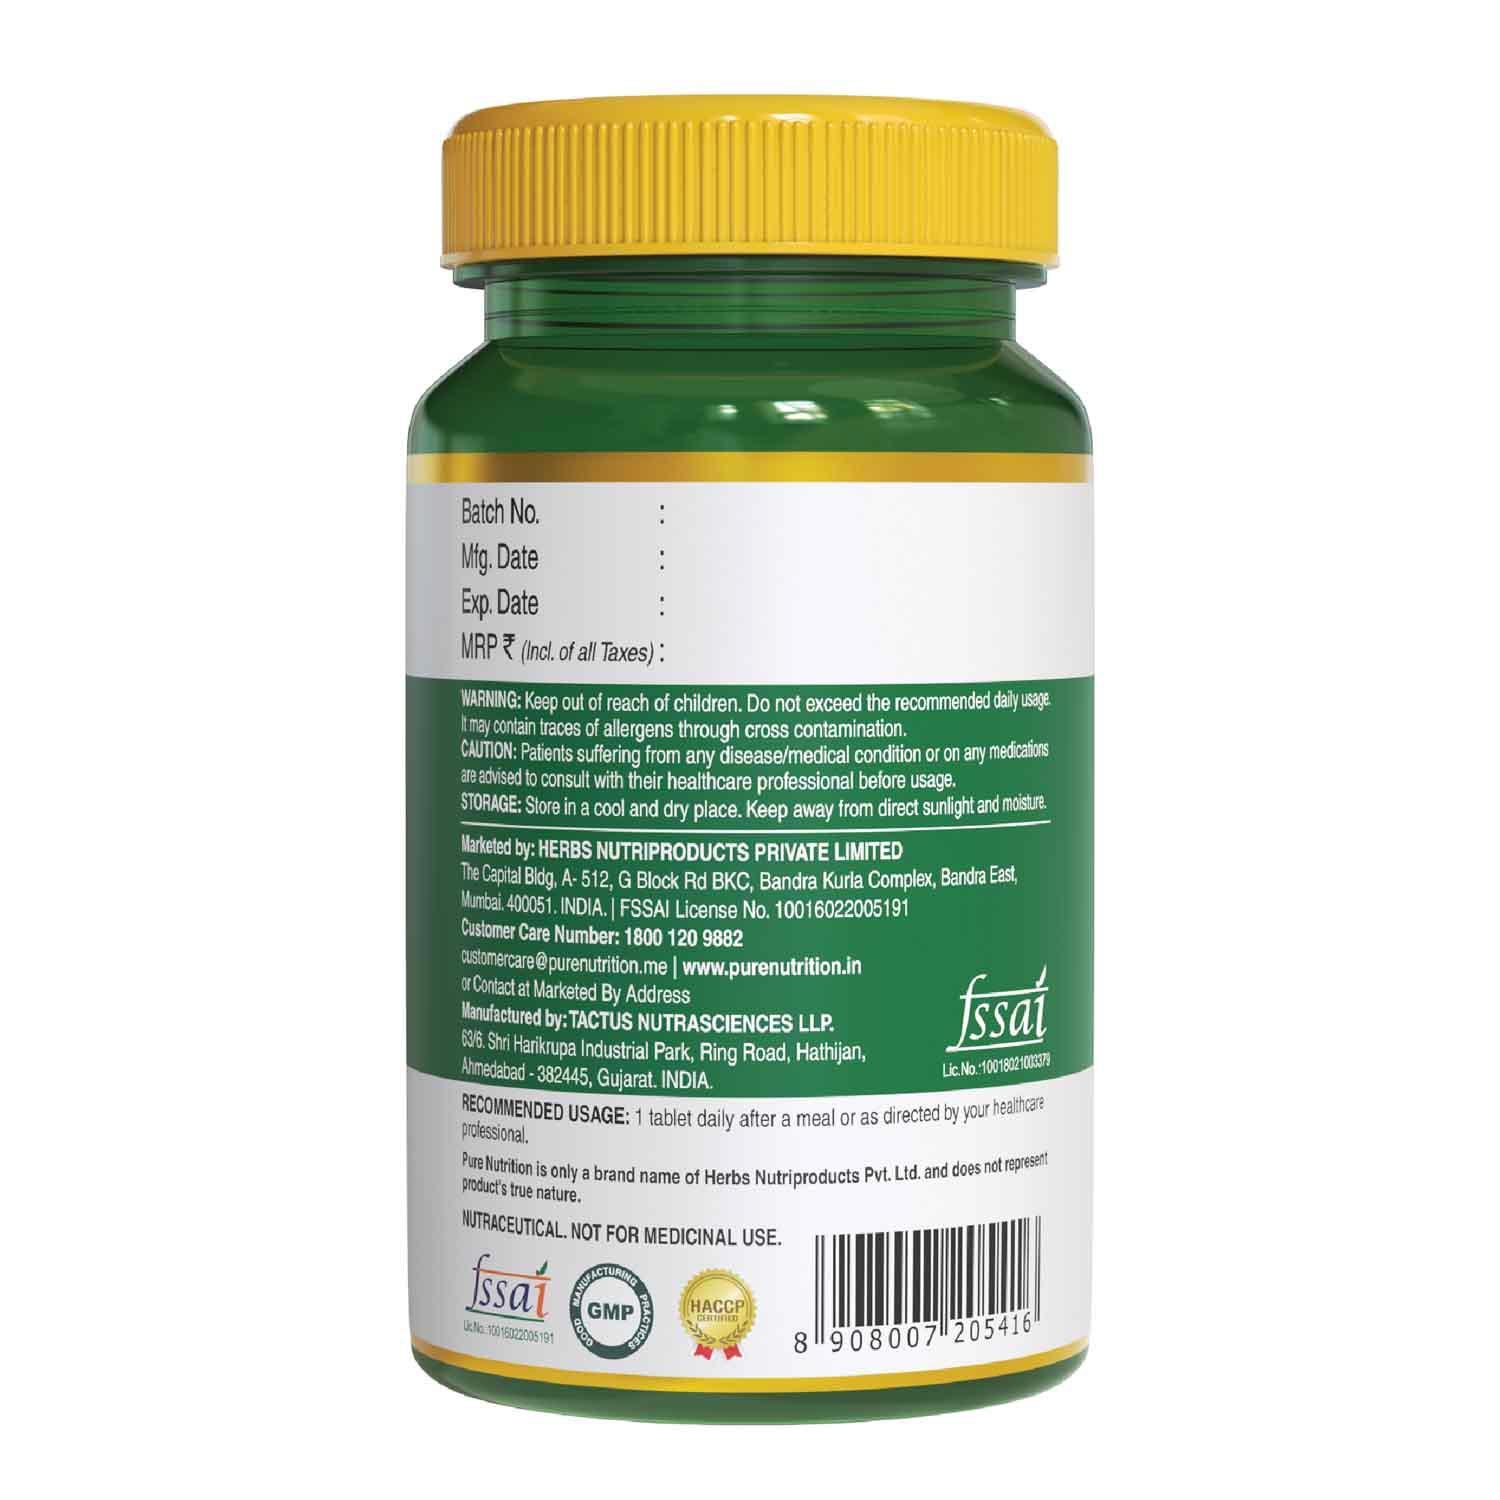 Batch No. :
Mfg. Date :
Exp. Date :
MRP ₹ (Incl. of all Taxes) :
WARNING: Keep out of reach of children. Do not exceed the recommended daily usage.
It may contain traces of allergens through cross contamination.
CAUTION: Patients suffering from any disease/medical condition or on any medications
are advised to consult with their healthcare professional before usage.
STORAGE: Store in a cool and dry place. Keep away from direct sunlight and moisture.
Marketed by: HERBS NUTRIPRODUCTS PRIVATE LIMITED
The Capital Bldg, A- 512, G Block Rd BKC, Bandra Kurla Complex, Bandra East,
Mumbai. 400051. INDIA. | FSSAI License No. 10016022005191
Customer Care Number: 1800 120 9882
customercare@purenutrition.me | www.purenutrition.in
or Contact at Marketed By Address
Manufactured by: TACTUS NUTRASCIENCES LLP.
63/6. Shri Harikrupa Industrial Park, Ring Road, Hathijan,
Ahmedabad - 382445, Gujarat. INDIA.
fssai
Lic.No.:10018021003379
RECOMMENDED USAGE: 1 tablet daily after a meal or as directed by your healthcare
professional.
Pure Nutrition is only a brand name of Herbs Nutriproducts Pvt. Ltd. and does not represent
product's true nature.
NUTRACEUTICAL. NOT FOR MEDICINAL USE.
fssai
Lic.No.:10016022005191
GOOD MANUFACTURING PRACTICES
GMP
HACCP
CERTIFIED
8 908007 205416